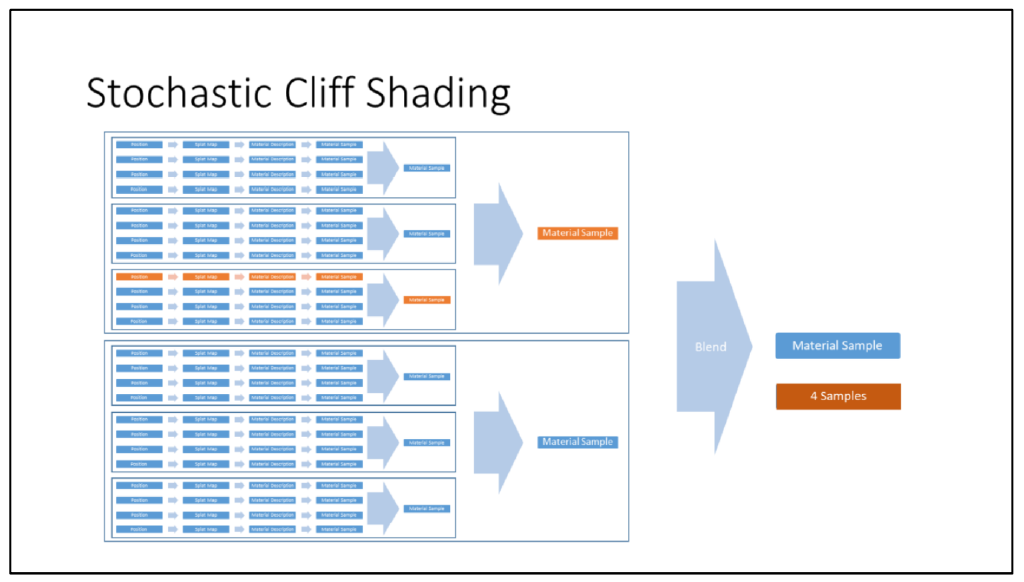 Stochastic Cliff Shading
Position Splat Map Material Description Material Sample
Position Splat Map Material Description Material Sample
Material Sample
Position Splat Map Material Description Material Sample
Position Splat Map Material Description Material Sample
Position Splat Map Material Description Material Sample
Position Splat Map Material Description Material Sample
Material Sample
Material Sample
Position Splat Map Material Description Material Sample
Position Splat Map Material Description Material Sample
Position Splat Map Material Description Material Sample
Position Splat Map Material Description Material Sample
Material Sample
Position Splat Map Material Description Material Sample
Position Splat Map Material Description Material Sample
Blend
Material Sample
Position Splat Map Material Description Material Sample
Position Splat Map Material Description Material Sample
Material Sample
Position Splat Map Material Description Material Sample
Position Splat Map Material Description Material Sample
4 Samples
Position Splat Map Material Description Material Sample
Position Splat Map Material Description Material Sample
Material Sample
Material Sample
Position Splat Map Material Description Material Sample
Position Splat Map Material Description Material Sample
Position Splat Map Material Description Material Sample
Position Splat Map Material Description Material Sample
Material Sample
Position Splat Map Material Description Material Sample
Position Splat Map Material Description Material Sample